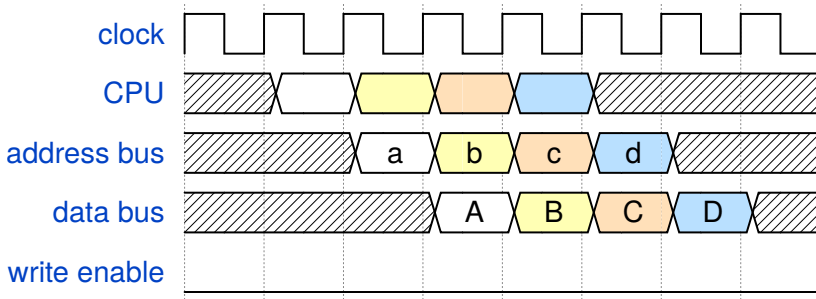 clock
CPU
address bus a b c d
data bus A B C D
write enable